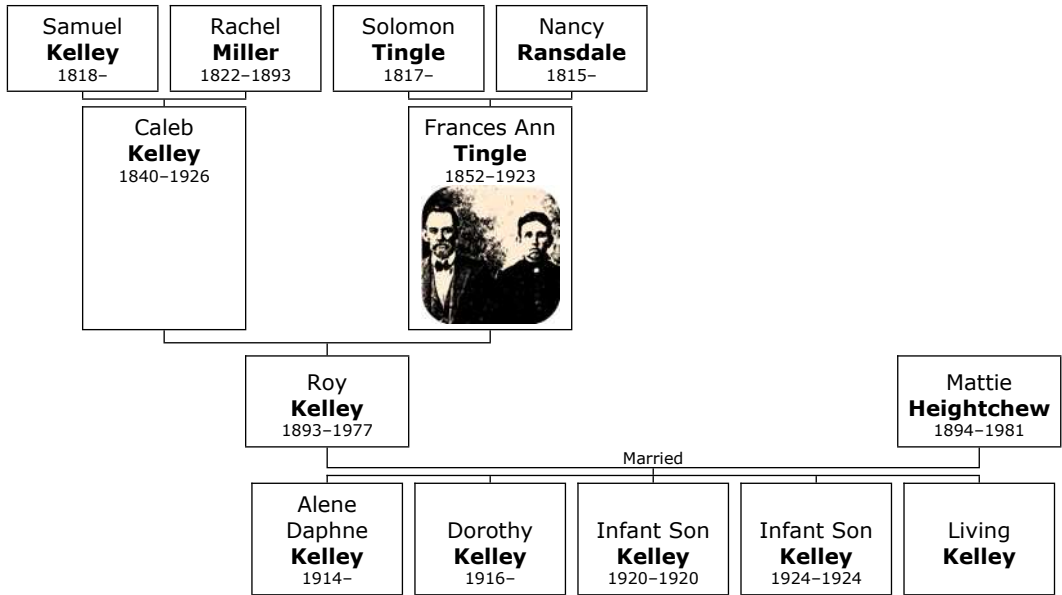 Samuel
Kelley
1818–
Rachel
Miller
1822–1893
Solomon
Tingle
1817–
Nancy
Ransdale
1815–
Caleb
Kelley
1840–1926
Frances Ann
Tingle
1852–1923
Roy
Kelley
1893–1977
Mattie
Heightchew
1894–1981
Married
Alene
Daphne
Kelley
1914–
Dorothy
Kelley
1916–
Infant Son
Kelley
1920–1920
Infant Son
Kelley
1924–1924
Living
Kelley